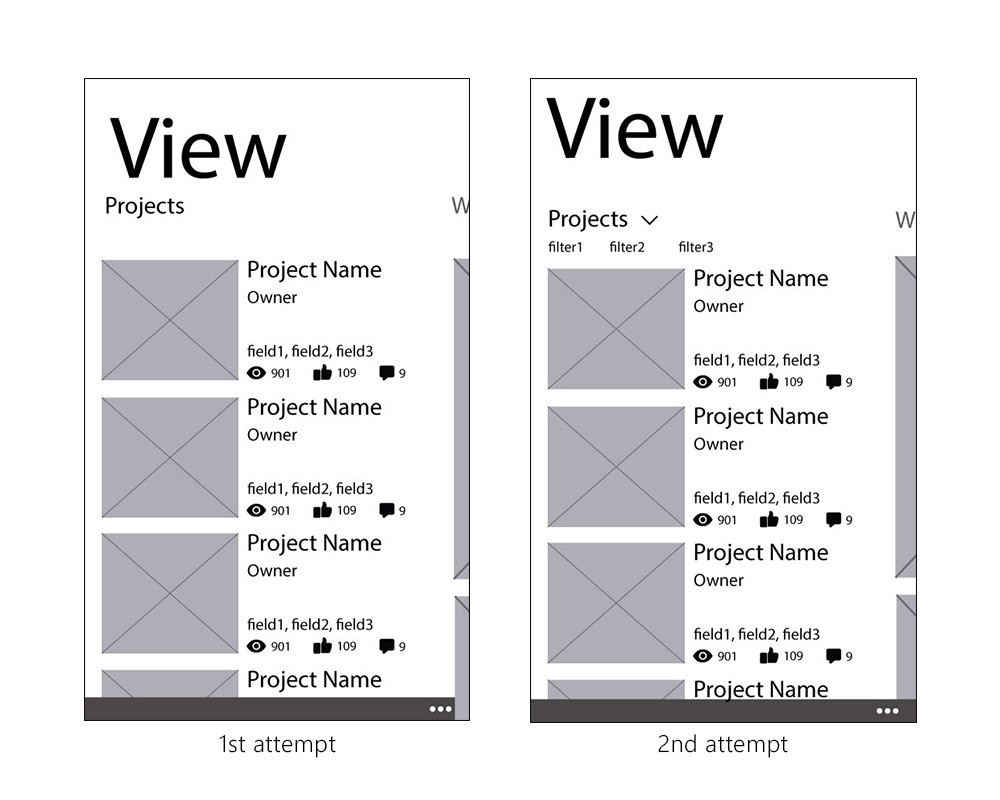 View
Projects
W
Project Name
Owner
field1, field2, field3
901 109 9
Project Name
Owner
field1, field2, field3
901 109 9
Project Name
Owner
field1, field2, field3
901 109 9
Project Name
1st attempt
View
Projects
W
filter1 filter2 filter3
Project Name
Owner
field1, field2, field3
901 109 9
Project Name
Owner
field1, field2, field3
901 109 9
Project Name
Owner
field1, field2, field3
901 109 9
Project Name
2nd attempt